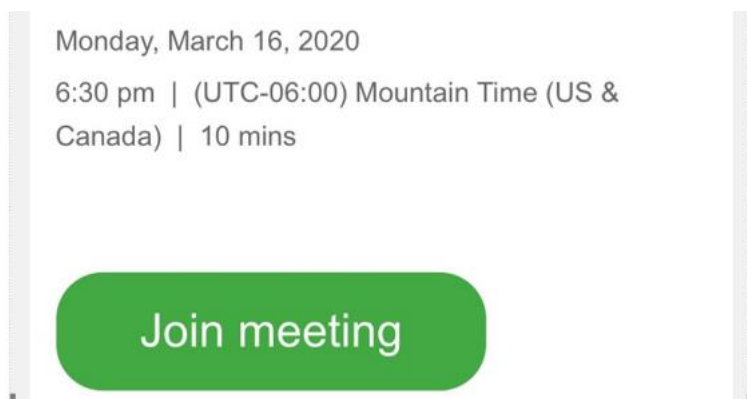 Monday, March 16, 2020
6:30 pm | (UTC-06:00) Mountain Time (US &
Canada) | 10 mins
Join meeting